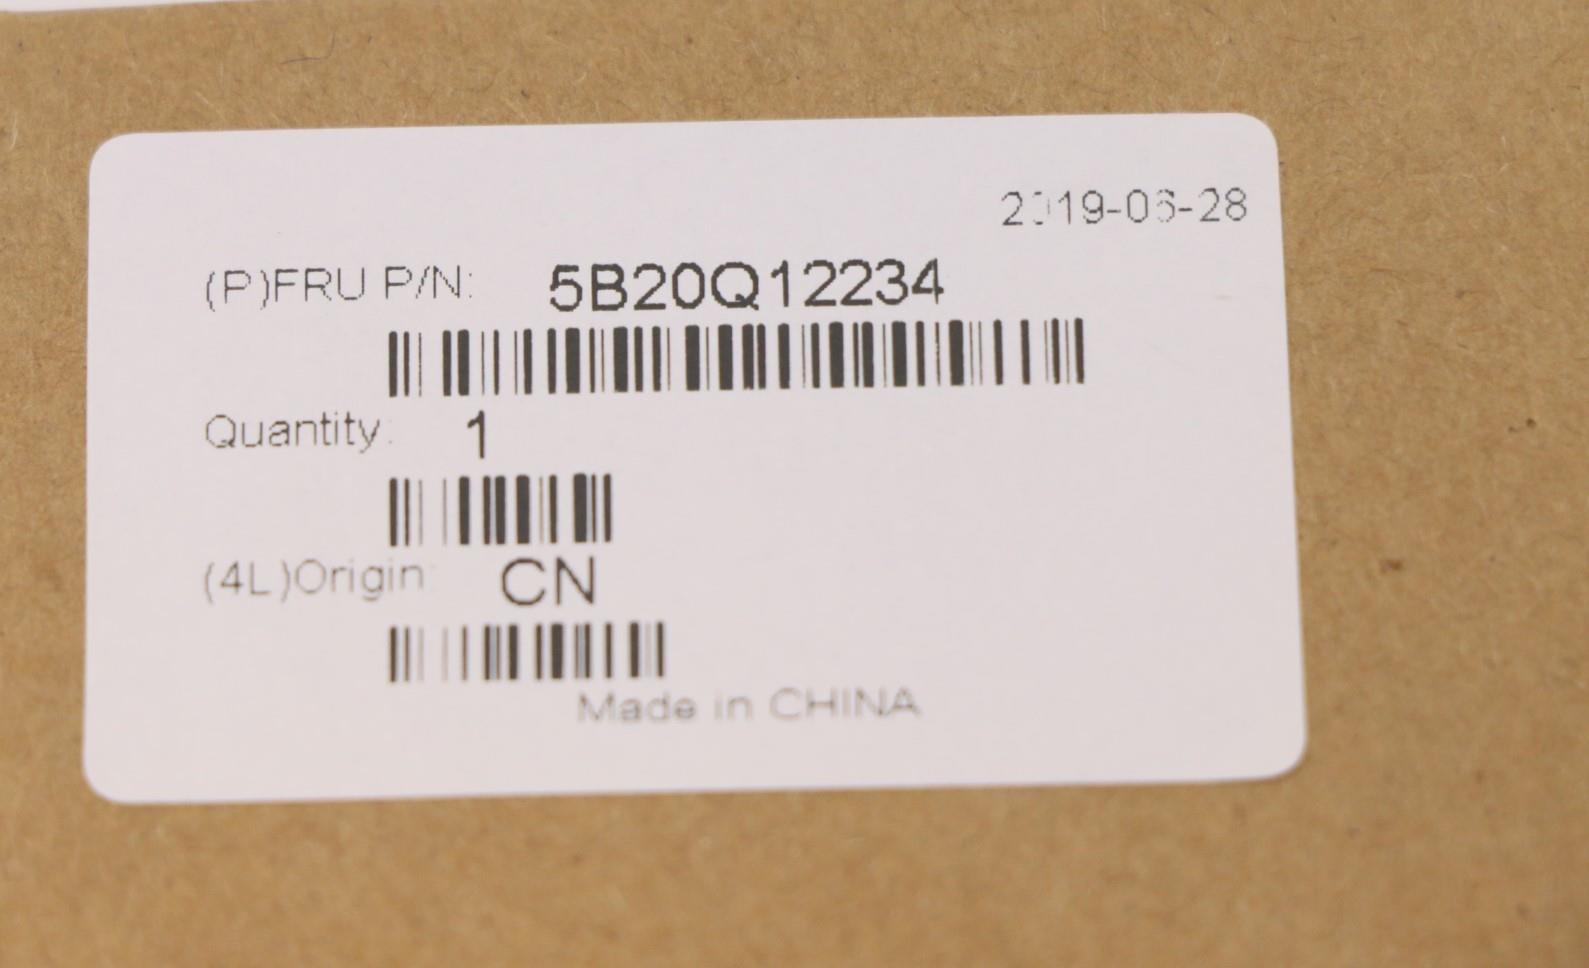 2019-06-28
(P)FRU P/N: 5B20Q12234
Quantity: 1
(4L)Origin: CN
Made in CHINA